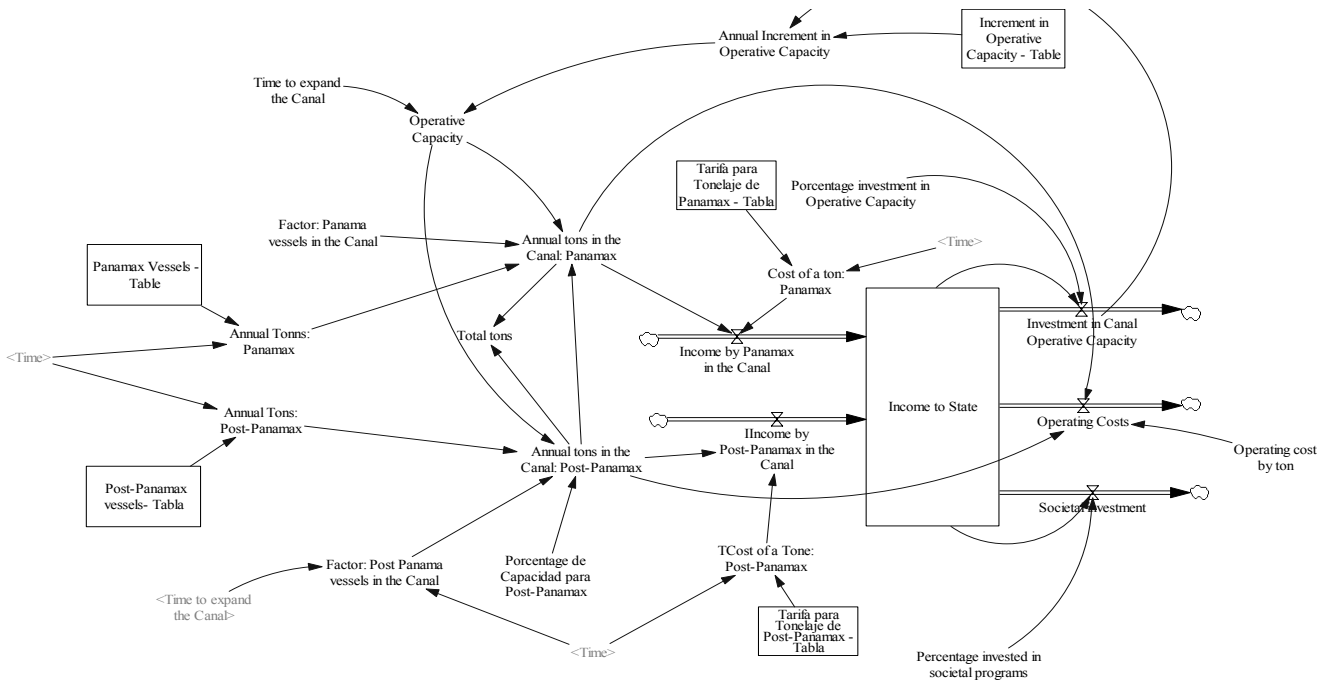 Annual Increment in
Operative Capacity
Increment in
Operative
Capacity - Table
Time to expand
the Canal
Operative
Capacity
Tarifa para
Tonelaje de
Panamax - Tabla
Porcentage investment in
Operative Capacity
Factor: Panama
vessels in the Canal
Annual tons in the
Canal: Panamax
<Time>
Panamax Vessels -
Table
Cost of a ton:
Panamax
Annual Tonns:
Panamax
Total tons
<Time>
Income by Panamax
in the Canal
Investment in Canal
Operative Capacity
Income to State
Annual Tons:
Post-Panamax
IIncome by
Post-Panamax in the
Canal
Operating Costs
Annual tons in the
Canal: Post-Panamax
Operating cost
by ton
Post-Panamax
vessels- Tabla
Societal Investment
Factor: Post Panama
vessels in the Canal
Porcentage de
Capacidad para
Post-Panamax
TCost of a Tone:
Post-Panamax
<Time to expand
the Canal>
Tarifa para
Tonelaje de
Post-Panamax -
Tabla
<Time>
Percentage invested in
societal programs